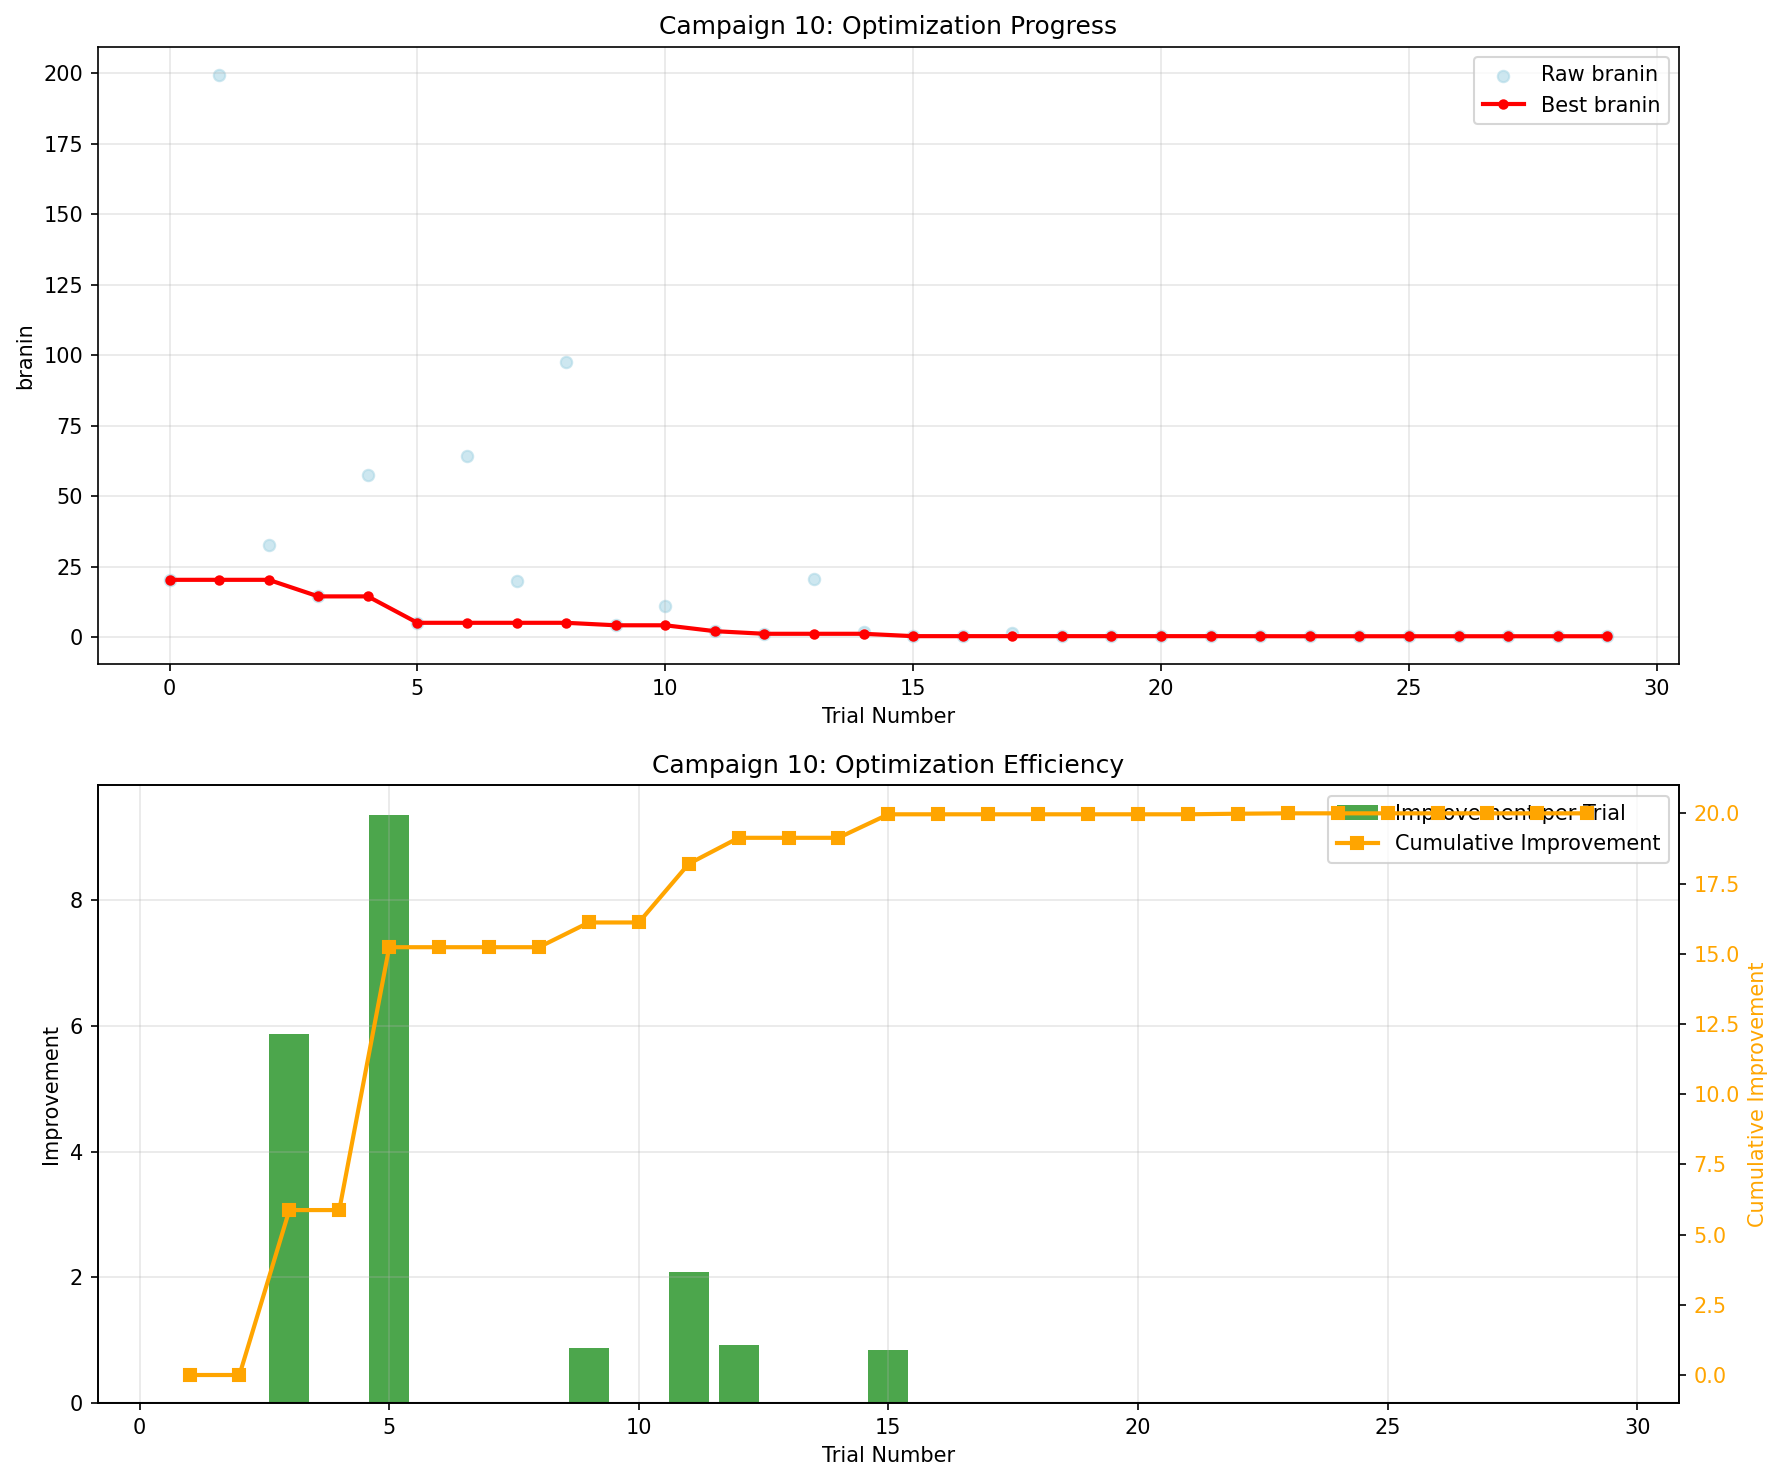 Campaign 10: Optimization Progress
200
175
150
125
100
75
50
25
0
branin
Raw branin
Best branin
0 5 10 15 20 25 30
Trial Number
Campaign 10: Optimization Efficiency
8
6
4
2
0
Improvement
Improvement per Trial
Cumulative Improvement
20.0
17.5
15.0
12.5
10.0
7.5
5.0
2.5
0.0
Cumulative Improvement
0 5 10 15 20 25 30
Trial Number